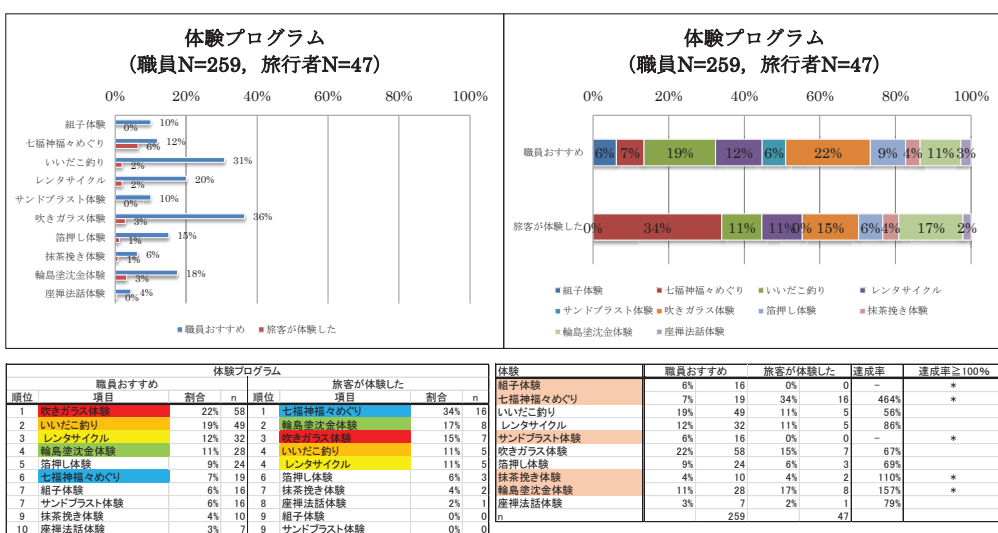 体験プログラム
（職員N=259，旅行者N=47）
0% 20% 40% 60% 80% 100%
組子体験 10% 0%
七福神福々めぐり 12% 6%
いいだこ釣り 31% 2%
レンタサイクル 20% 2%
サンドブラスト体験 10% 0%
吹きガラス体験 36% 3%
箔押し体験 15% 1%
抹茶挽き体験 6% 1%
輪島塗沈金体験 18% 3%
座禅法話体験 4% 0%
職員おすすめ 旅客が体験した
体験プログラム
（職員N=259，旅行者N=47）
0% 20% 40% 60% 80% 100%
職員おすすめ 6% 7% 19% 12% 6% 22% 9% 4% 11% 3%
旅客が体験した 0% 34% 11% 11% 0% 15% 6% 4% 17% 2%
組子体験 七福神福々めぐり いいだこ釣り レンタサイクル
サンドブラスト体験 吹きガラス体験 箔押し体験 抹茶挽き体験
輪島塗沈金体験 座禅法話体験
体験プログラム
職員おすすめ 旅客が体験した
順位 項目 割合 n 順位 項目 割合 n
1 吹きガラス体験 22% 58 1 七福神福々めぐり 34% 16
2 いいだこ釣り 19% 49 2 輪島塗沈金体験 17% 8
3 レンタサイクル 12% 32 3 吹きガラス体験 15% 7
4 輪島塗沈金体験 11% 28 4 いいだこ釣り 11% 5
5 箔押し体験 9% 24 4 レンタサイクル 11% 5
6 七福神福々めぐり 7% 19 6 箔押し体験 6% 3
7 組子体験 6% 16 7 抹茶挽き体験 4% 2
7 サンドブラスト体験 6% 16 8 座禅法話体験 2% 1
9 抹茶挽き体験 4% 10 9 組子体験 0% 0
10 座禅法話体験 3% 7 9 サンドブラスト体験 0% 0
体験 職員おすすめ 旅客が体験した 達成率 達成率≧100%
組子体験 6% 16 0% 0 － *
七福神福々めぐり 7% 19 34% 16 464% *
いいだこ釣り 19% 49 11% 5 56%
レンタサイクル 12% 32 11% 5 86%
サンドブラスト体験 6% 16 0% 0 － *
吹きガラス体験 22% 58 15% 7 67%
箔押し体験 9% 24 6% 3 69%
抹茶挽き体験 4% 10 4% 2 110% *
輪島塗沈金体験 11% 28 17% 8 157% *
座禅法話体験 3% 7 2% 1 79%
n 259 47